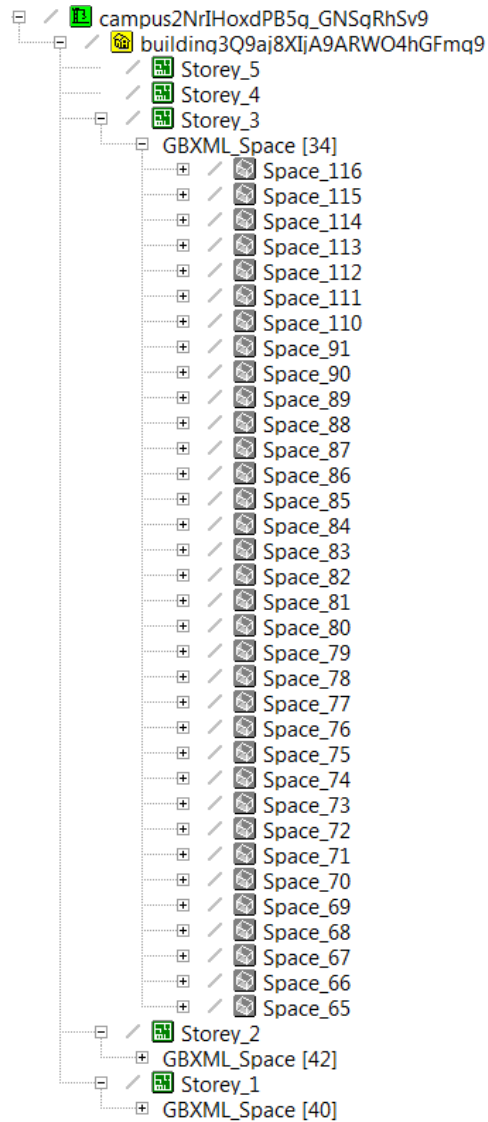 campus2NrIHoxdPB5q_GNSgRhSv9
building3Q9aj8XIjA9ARWO4hGFmq9
Storey_5
Storey_4
Storey_3
GBXML_Space [34]
Space_116
Space_115
Space_114
Space_113
Space_112
Space_111
Space_110
Space_91
Space_90
Space_89
Space_88
Space_87
Space_86
Space_85
Space_84
Space_83
Space_82
Space_81
Space_80
Space_79
Space_78
Space_77
Space_76
Space_75
Space_74
Space_73
Space_72
Space_71
Space_70
Space_69
Space_68
Space_67
Space_66
Space_65
Storey_2
GBXML_Space [42]
Storey_1
GBXML_Space [40]